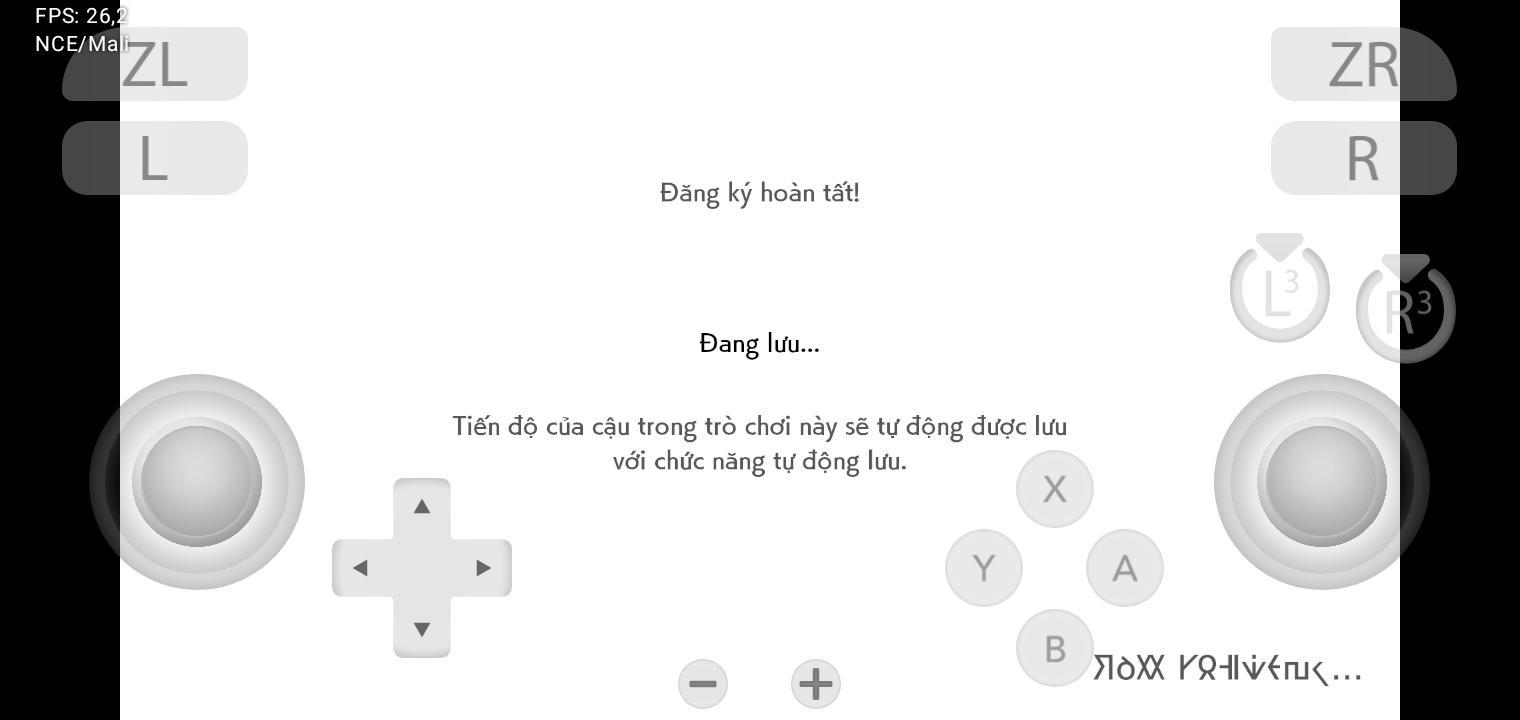 FPS: 26,2
NCE/Mali
ZL
ZR
L
R
Đăng ký hoàn tất!
L3
R3
Đang lưu...
Tiến độ của cậu trong trò chơi này sẽ tự động được lưu
với chức năng tự động lưu.
X
Y
A
B